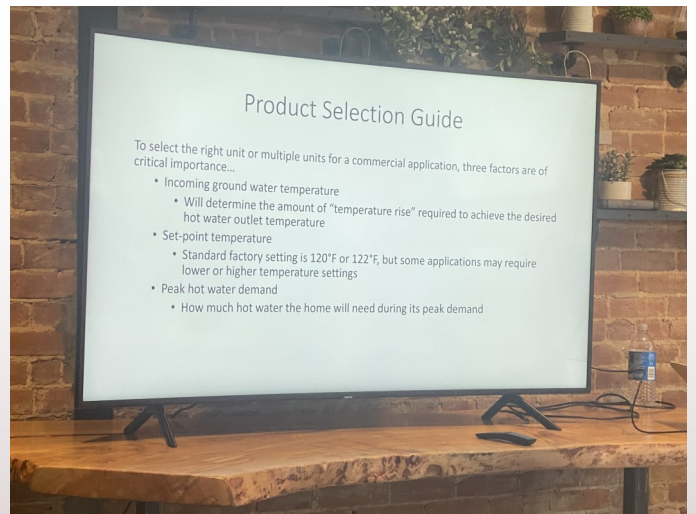 Product Selection Guide
To select the right unit or multiple units for a commercial application, three factors are of
critical importance...
• Incoming ground water temperature
• Will determine the amount of "temperature rise" required to achieve the desired
hot water outlet temperature
• Set-point temperature
• Standard factory setting is 120°F or 122°F, but some applications may require
lower or higher temperature settings
• Peak hot water demand
• How much hot water the home will need during its peak demand